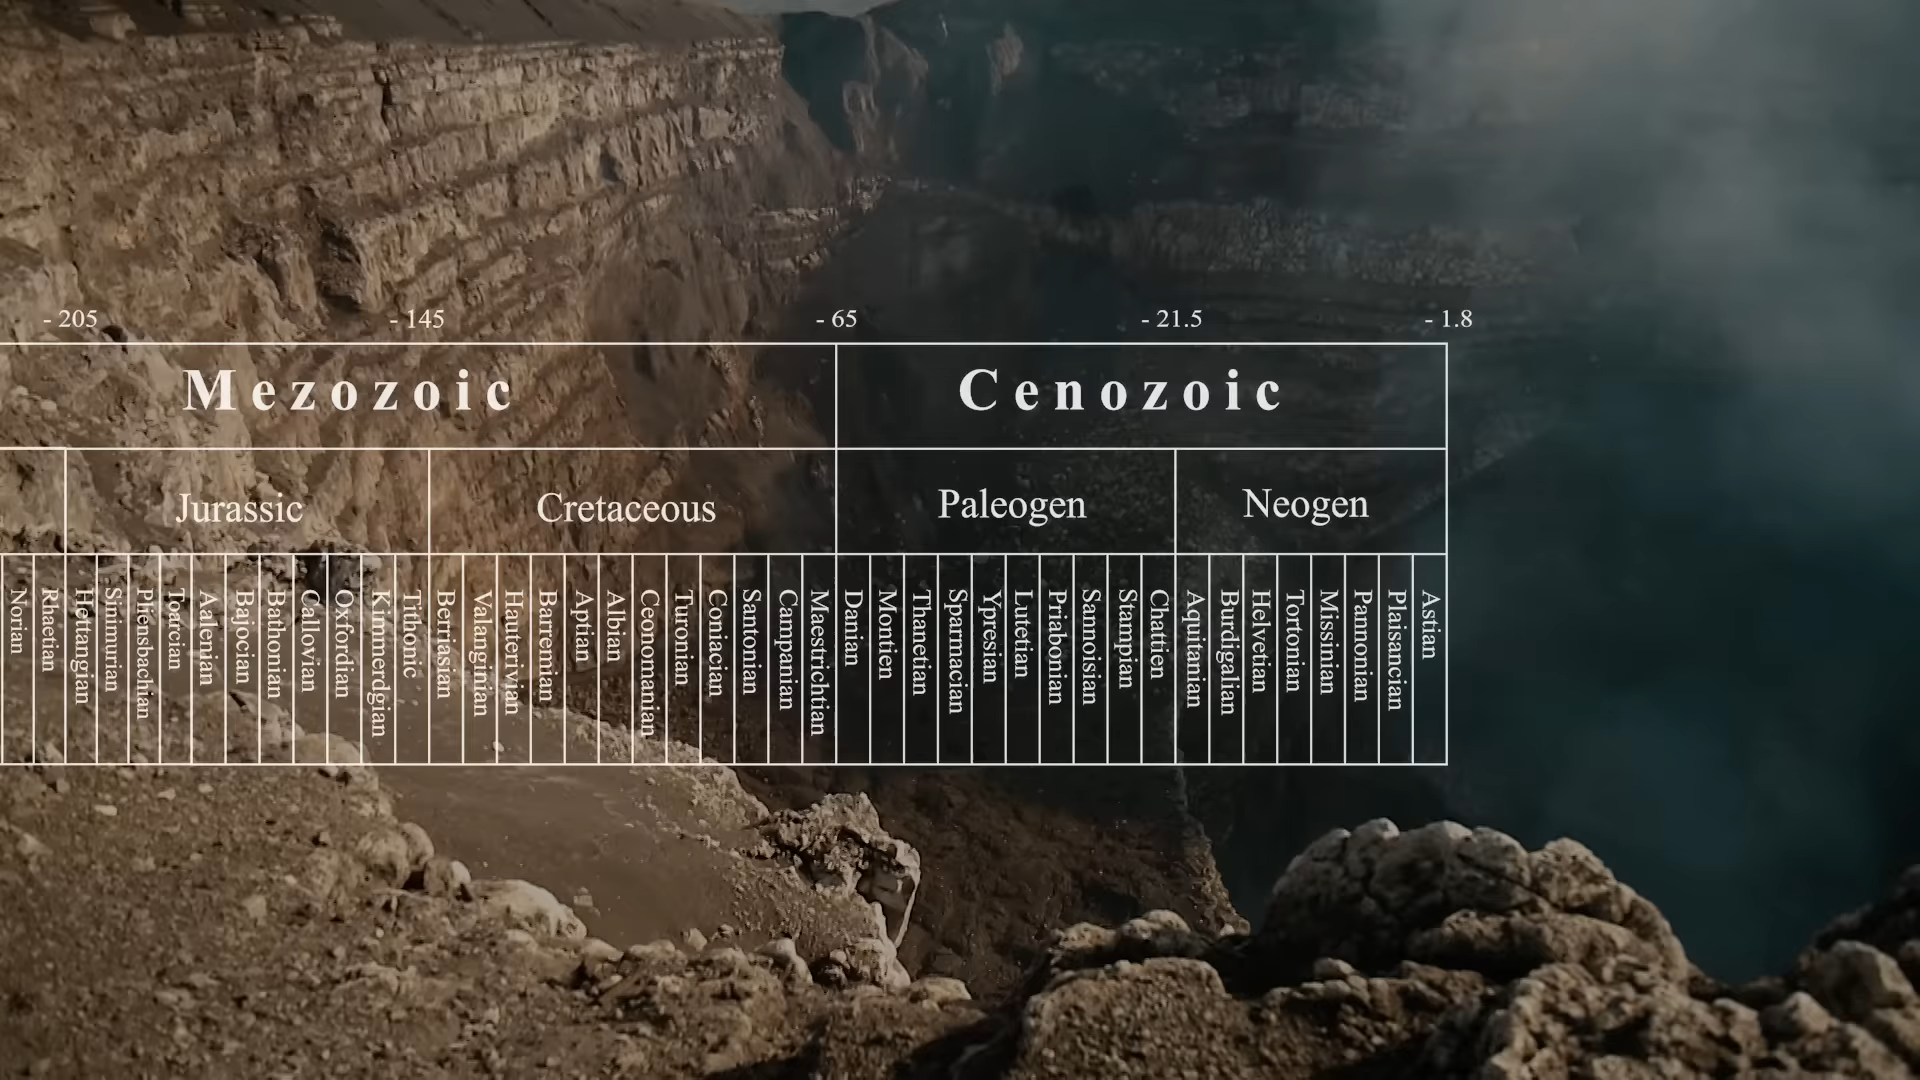 - 205
- 145
- 65
- 21.5
- 1.8
Mezozoic
Cenozoic
Jurassic
Cretaceous
Paleogen
Neogen
Norian
Rhaetian
Hettangian
Sinimurian
Pliensbachian
Toarcian
Aalenian
Bajocian
Bathonian
Callovian
Oxfordian
Kimmerdgian
Tithonic
Berriasian
Valanginian
Hauterivian
Barremian
Aptian
Albian
Ceonomanian
Turonian
Coniacian
Santonian
Campanian
Maestrichtian
Danian
Montien
Thanetian
Sparmacian
Ypresian
Lutetian
Priabonian
Sannoisian
Stampian
Chattien
Aquitanian
Burdigalian
Helvetian
Tortonian
Missinian
Pannonian
Plaisancian
Astian